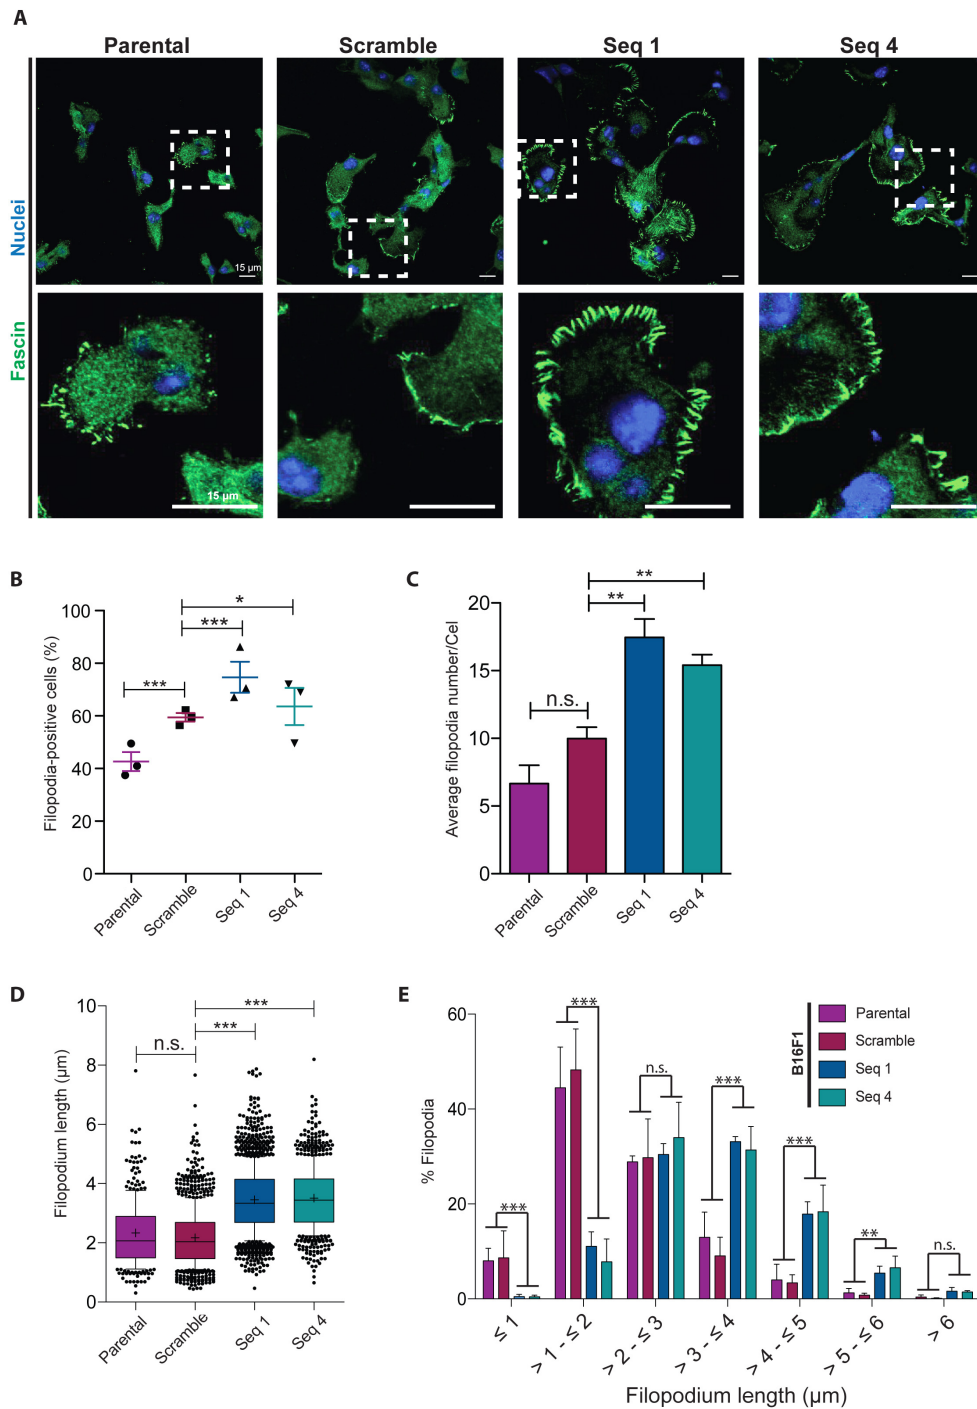 A
Parental
Scramble
Seq 1
Seq 4
Nuclei
Fascin
15 µm
15 µm
B
Filopodia-positive cells (%)
100
80
60
40
20
0
***
***
*
Parental
Scramble
Seq 1
Seq 4
C
Average filopodia number/Cel
20
15
10
5
0
n.s.
**
**
Parental
Scramble
Seq 1
Seq 4
D
Filopodium length (µm)
10
8
6
4
2
0
n.s.
***
***
Parental
Scramble
Seq 1
Seq 4
E
% Filopodia
60
40
20
0
***
***
n.s.
***
***
**
n.s.
B16F1
Parental
Scramble
Seq 1
Seq 4
≤ 1
> 1 - ≤ 2
> 2 - ≤ 3
> 3 - ≤ 4
> 4 - ≤ 5
> 5 - ≤ 6
> 6
Filopodium length (µm)